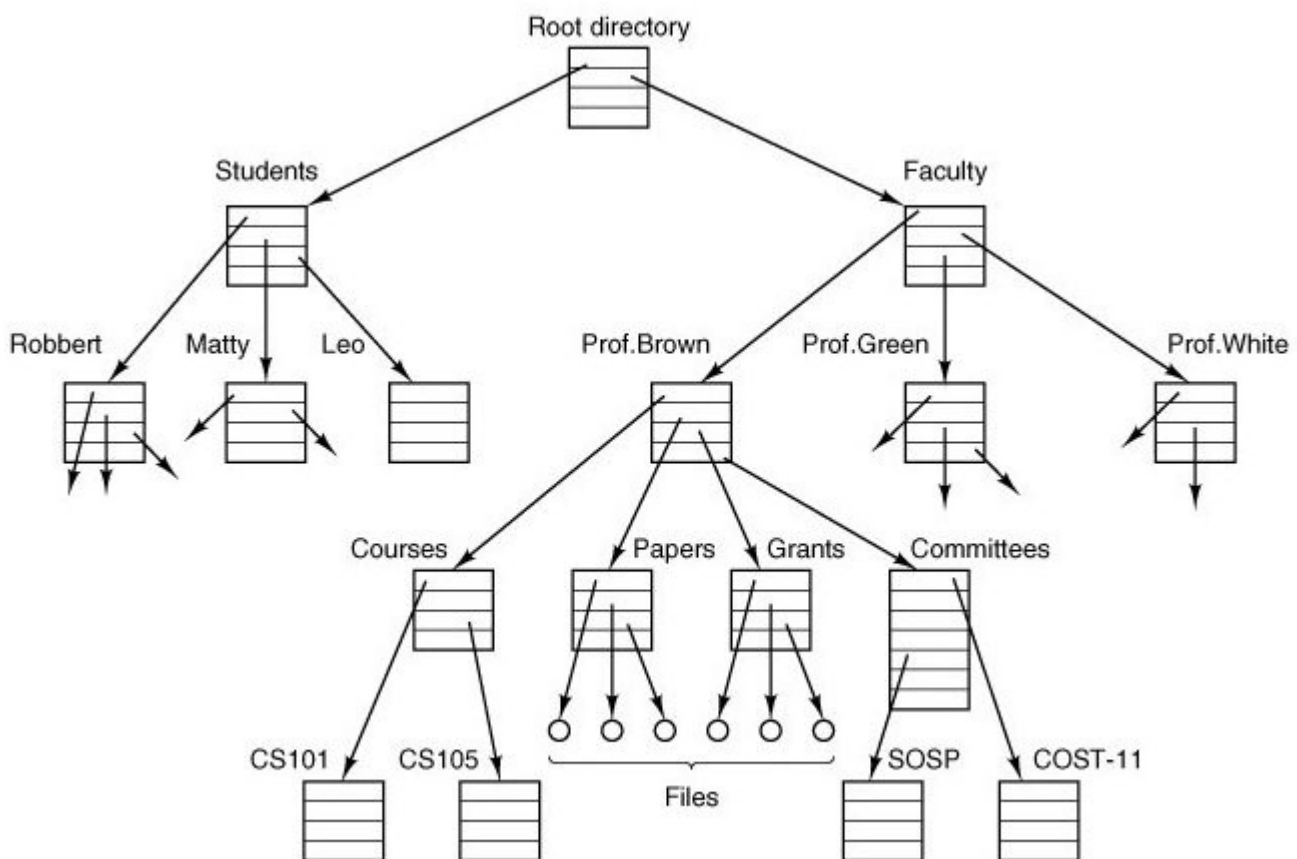 Root directory
Students
Faculty
Robbert
Matty
Leo
Prof.Brown
Prof.Green
Prof.White
Courses
Papers
Grants
Committees
CS101
CS105
SOSP
COST-11
Files